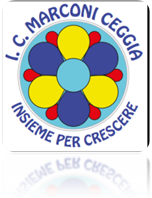 I. C. MARCONI CEGGIA
INSIEME PER CRESCERE